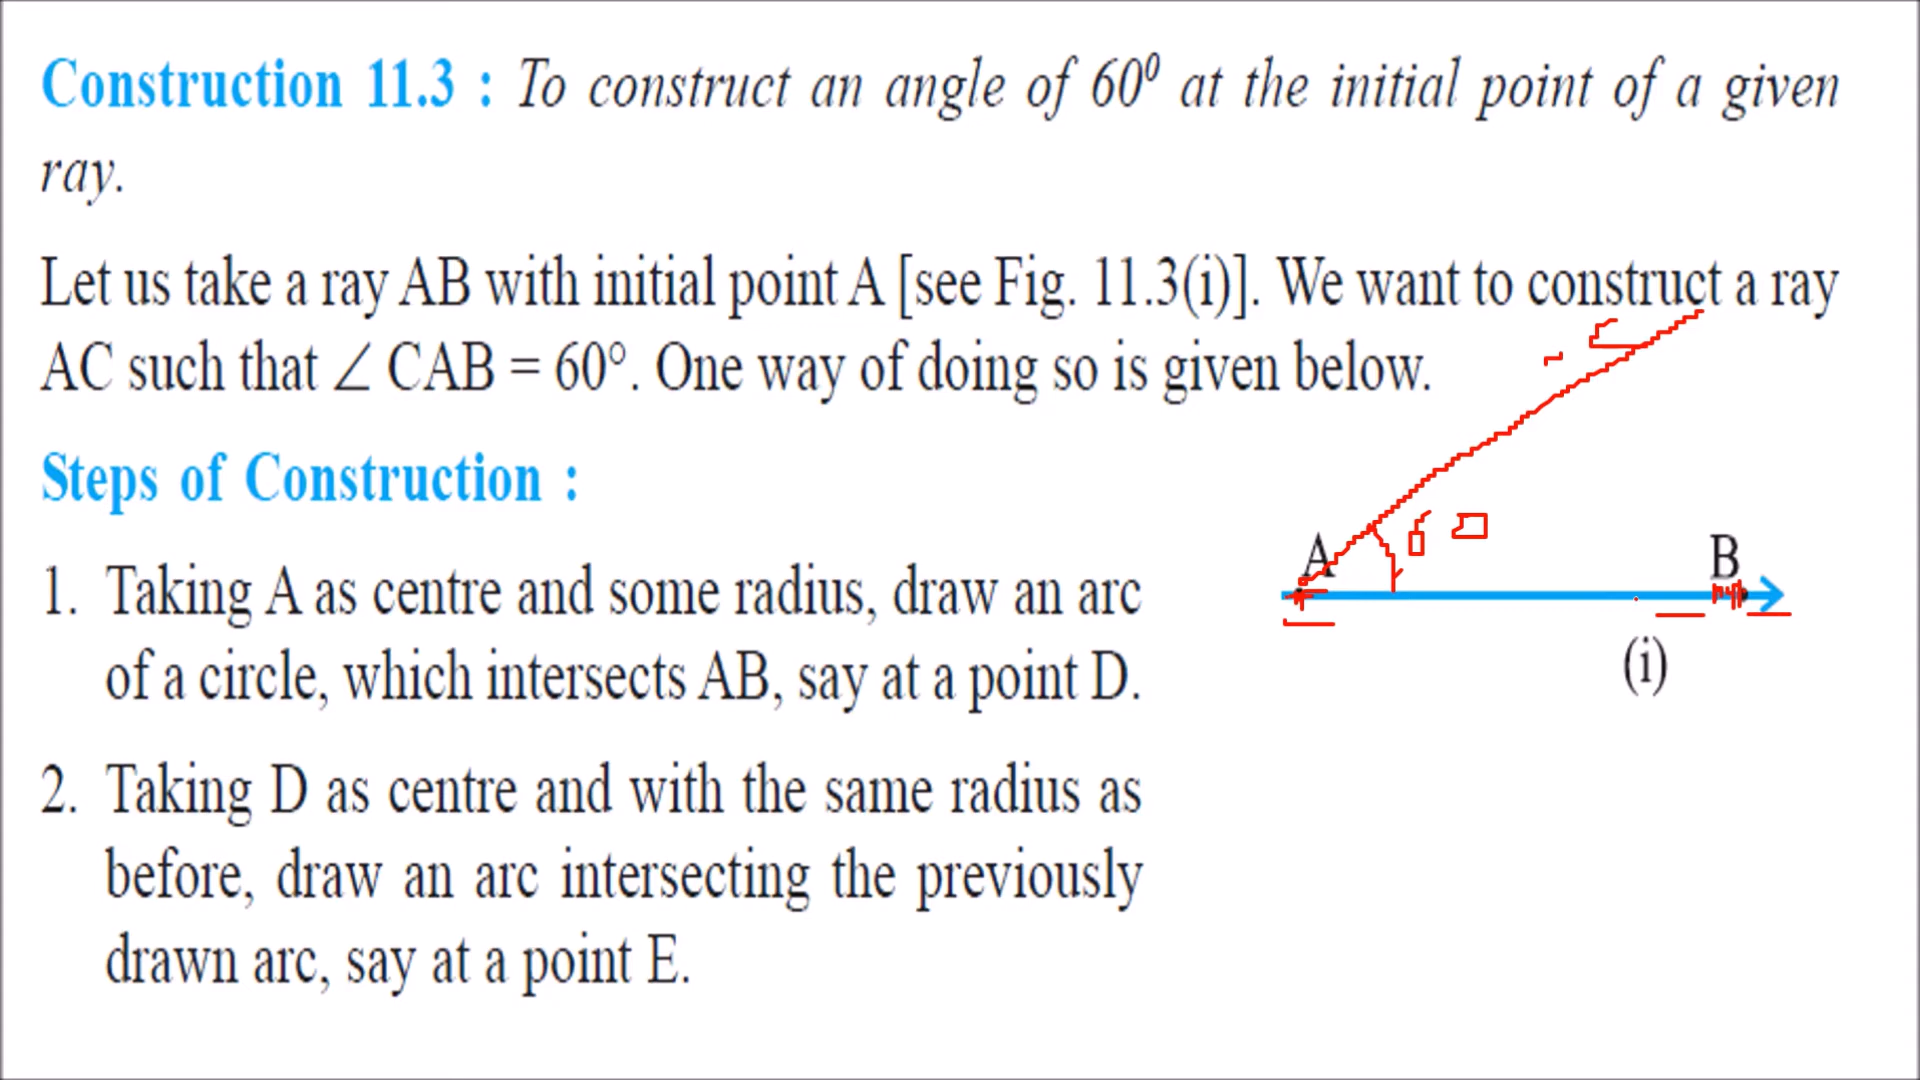 Construction 11.3 : To construct an angle of 60⁰ at the initial point of a given
ray.
Let us take a ray AB with initial point A [see Fig. 11.3(i)]. We want to construct a ray
AC such that ∠ CAB = 60°. One way of doing so is given below.
Steps of Construction :
1. Taking A as centre and some radius, draw an arc
of a circle, which intersects AB, say at a point D.
2. Taking D as centre and with the same radius as
before, draw an arc intersecting the previously
drawn arc, say at a point E.
C
60
A
B
(i)